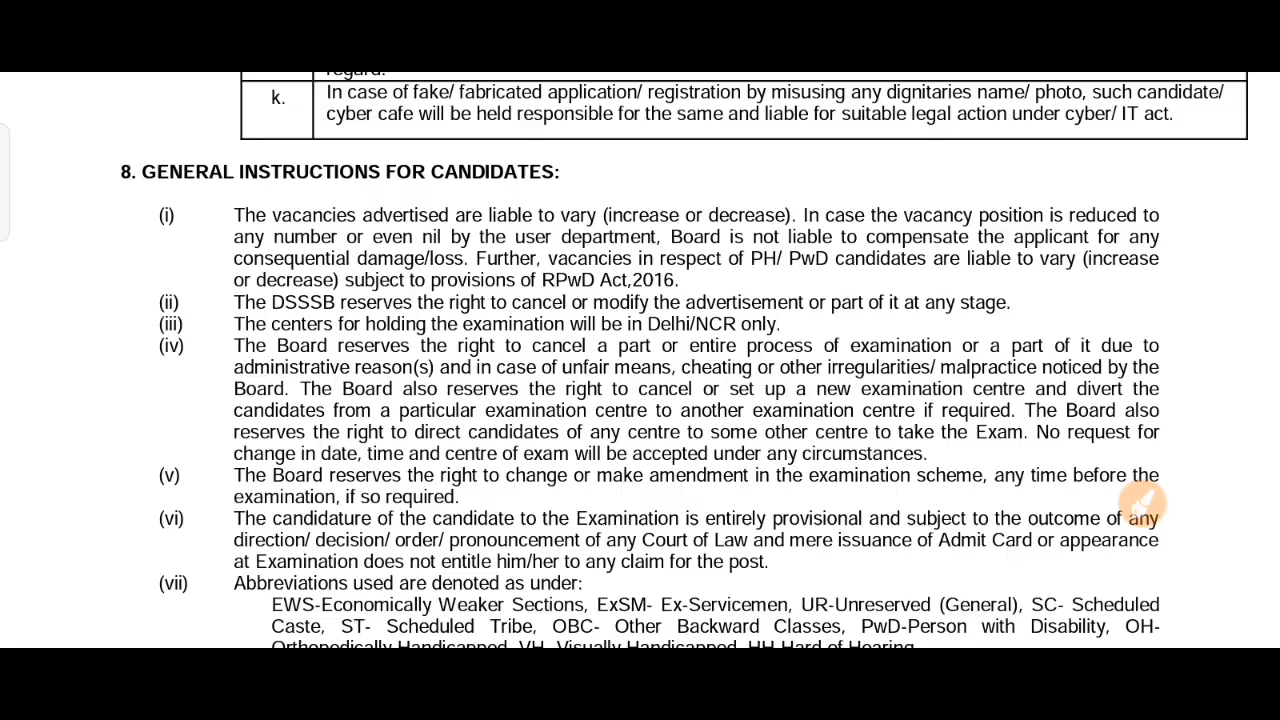 regard.
k.
In case of fake/ fabricated application/ registration by misusing any dignitaries name/ photo, such candidate/
cyber cafe will be held responsible for the same and liable for suitable legal action under cyber/ IT act.
8. GENERAL INSTRUCTIONS FOR CANDIDATES:
(i) The vacancies advertised are liable to vary (increase or decrease). In case the vacancy position is reduced to
any number or even nil by the user department, Board is not liable to compensate the applicant for any
consequential damage/loss. Further, vacancies in respect of PH/ PwD candidates are liable to vary (increase
or decrease) subject to provisions of RPwD Act,2016.
(ii) The DSSSB reserves the right to cancel or modify the advertisement or part of it at any stage.
(iii) The centers for holding the examination will be in Delhi/NCR only.
(iv) The Board reserves the right to cancel a part or entire process of examination or a part of it due to
administrative reason(s) and in case of unfair means, cheating or other irregularities/ malpractice noticed by the
Board. The Board also reserves the right to cancel or set up a new examination centre and divert the
candidates from a particular examination centre to another examination centre if required. The Board also
reserves the right to direct candidates of any centre to some other centre to take the Exam. No request for
change in date, time and centre of exam will be accepted under any circumstances.
(v) The Board reserves the right to change or make amendment in the examination scheme, any time before the
examination, if so required.
(vi) The candidature of the candidate to the Examination is entirely provisional and subject to the outcome of any
direction/ decision/ order/ pronouncement of any Court of Law and mere issuance of Admit Card or appearance
at Examination does not entitle him/her to any claim for the post.
(vii) Abbreviations used are denoted as under:
EWS-Economically Weaker Sections, ExSM- Ex-Servicemen, UR-Unreserved (General), SC- Scheduled
Caste, ST- Scheduled Tribe, OBC- Other Backward Classes, PwD-Person with Disability, OH-
Orthopedically Handicapped, VH- Visually Handicapped, HH-Hard of Hearing